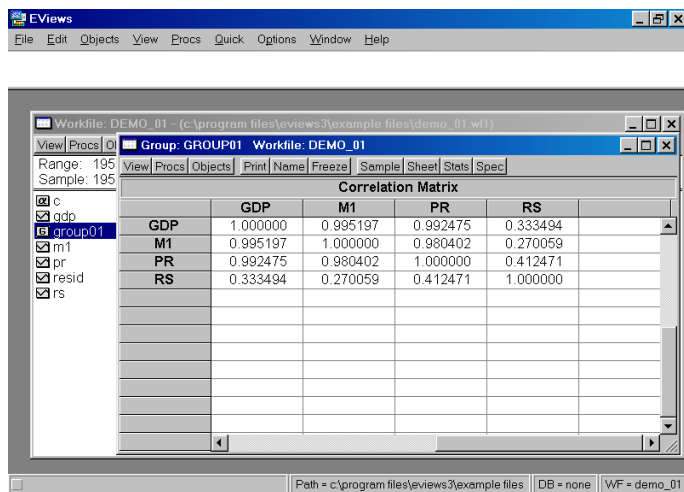 EViews
File Edit Objects View Procs Quick Options Window Help
Workfile: DEMO_01 - (c:\program files\eviews3\example files\demo_01.wf1)
View Procs
Group: GROUP01 Workfile: DEMO_01
Range: 195
Sample: 195
View Procs Objects Print Name Freeze Sample Sheet Stats Spec
Correlation Matrix
GDP M1 PR RS
GDP 1.000000 0.995197 0.992475 0.333494
M1 0.995197 1.000000 0.980402 0.270059
PR 0.992475 0.980402 1.000000 0.412471
RS 0.333494 0.270059 0.412471 1.000000
c
gdp
group01
m1
pr
resid
rs
Path = c:\program files\eviews3\example files DB = none WF = demo_01